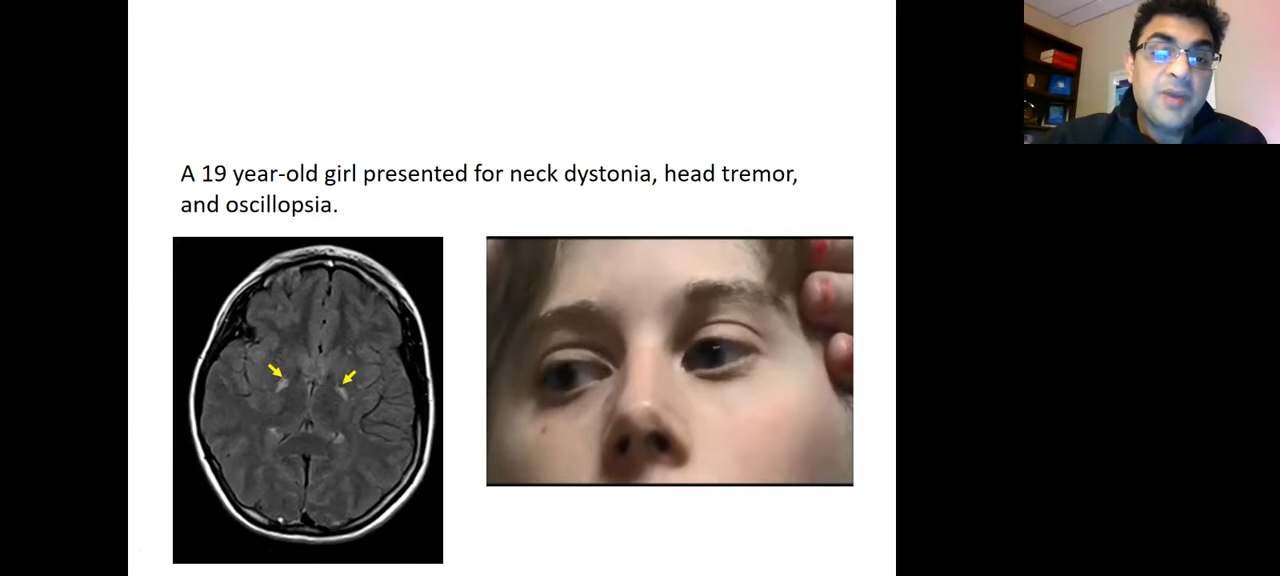 A 19 year-old girl presented for neck dystonia, head tremor,
and oscillopsia.